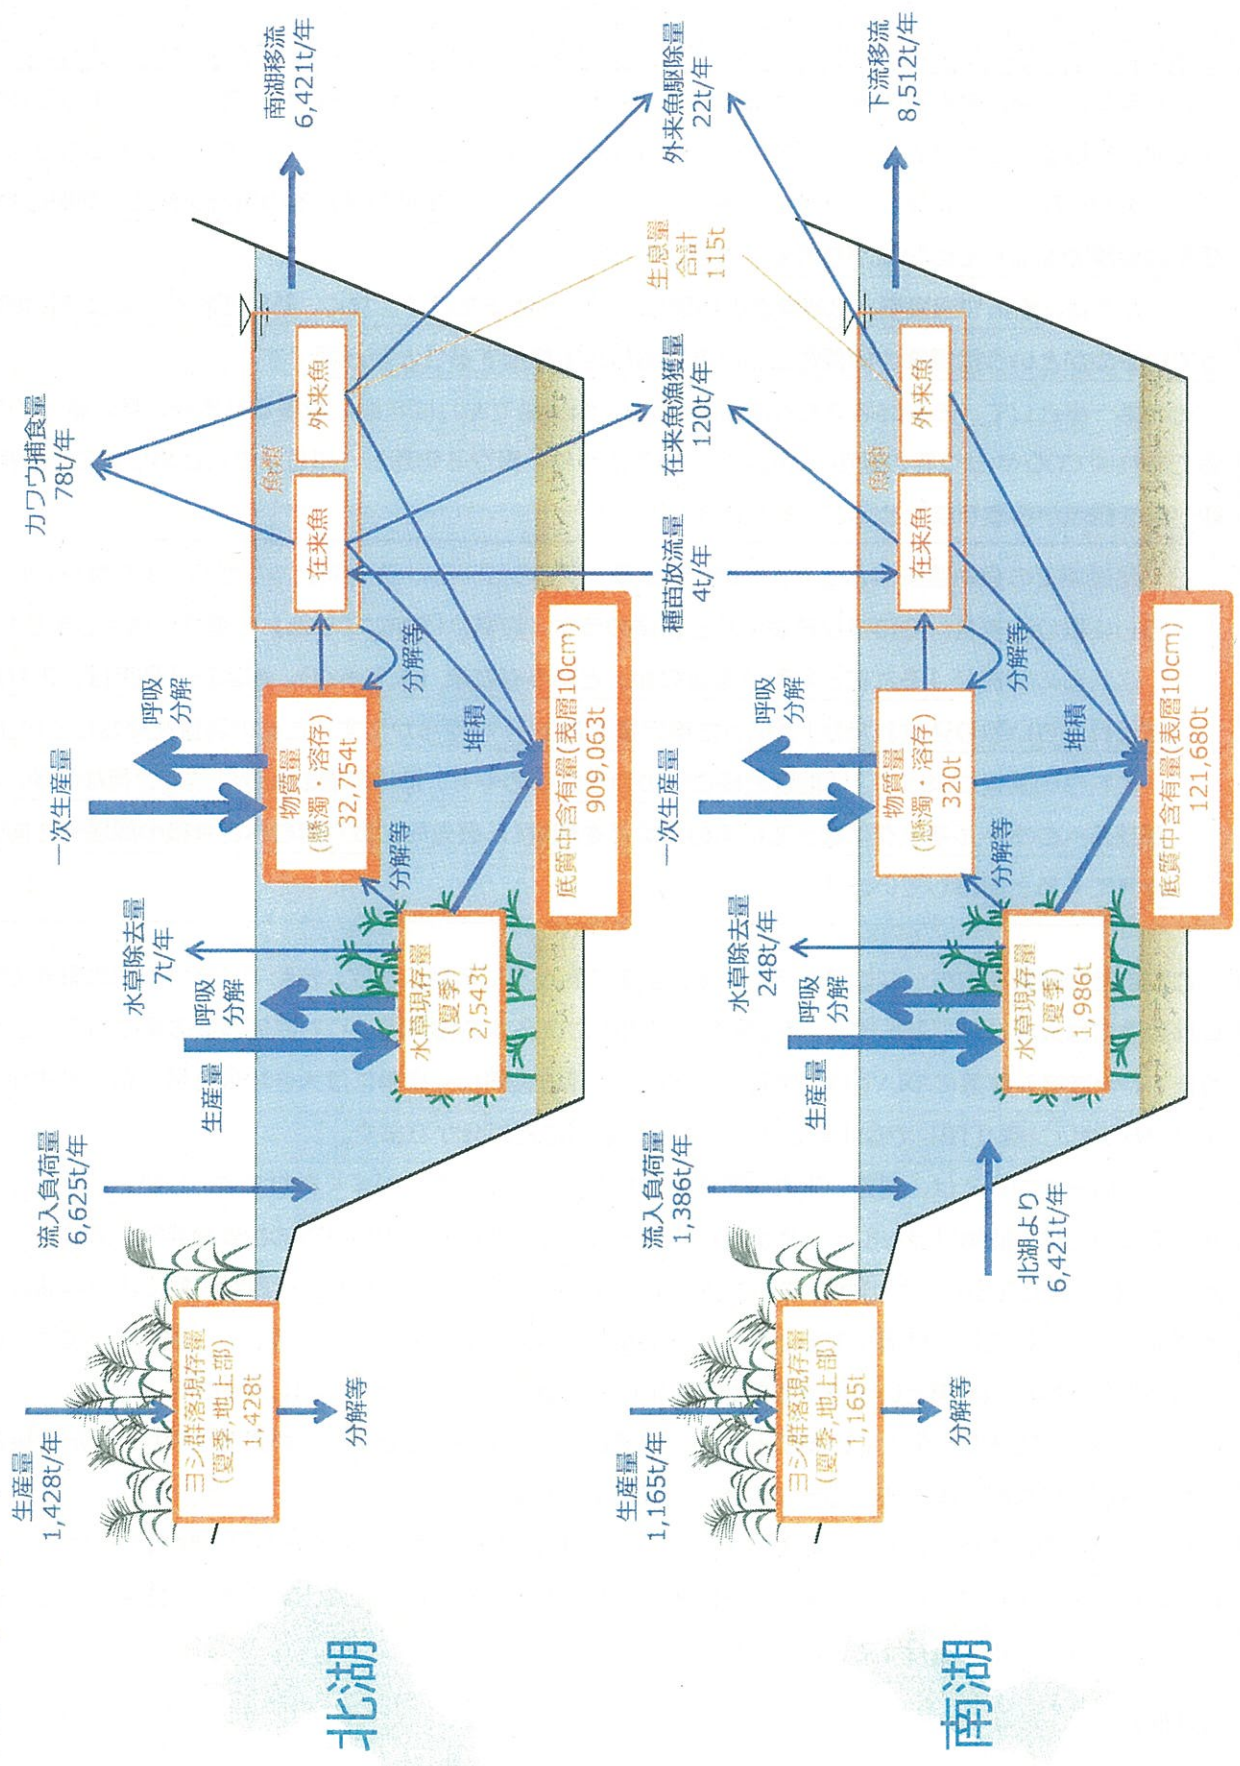 北湖
生産量
1,428t/年
ヨシ群落現存量
(夏季,地上部)
1,428t
分解等
流入負荷量
6,625t/年
生産量
呼吸
分解
水草除去量
7t/年
水草現存量
(夏季)
2,543t
分解等
一次生産量
呼吸
分解
物質量
(懸濁・溶存)
32,754t
堆積
分解等
底質中含有量(表層10cm)
909,063t
魚類
在来魚
外来魚
カワウ捕食量
78t/年
南湖移流
6,421t/年
種苗放流量
4t/年
在来魚漁獲量
120t/年
生息量
合計
115t
外来魚駆除量
22t/年
南湖
生産量
1,165t/年
ヨシ群落現存量
(夏季,地上部)
1,165t
分解等
流入負荷量
1,386t/年
北湖より
6,421t/年
生産量
呼吸
分解
水草除去量
248t/年
水草現存量
(夏季)
1,986t
分解等
一次生産量
呼吸
分解
物質量
(懸濁・溶存)
320t
堆積
分解等
底質中含有量(表層10cm)
121,680t
魚類
在来魚
外来魚
下流移流
8,512t/年